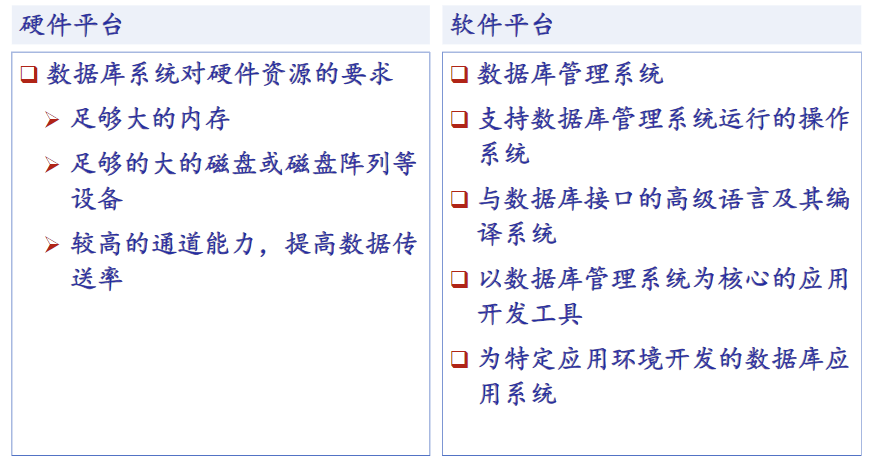 硬件平台
数据库系统对硬件资源的要求
足够大的内存
足够的大的磁盘或磁盘阵列等
设备
较高的通道能力，提高数据传
送率
软件平台
数据库管理系统
支持数据库管理系统运行的操作
系统
与数据库接口的高级语言及其编
译系统
以数据库管理系统为核心的应用
开发工具
为特定应用环境开发的数据库应
用系统